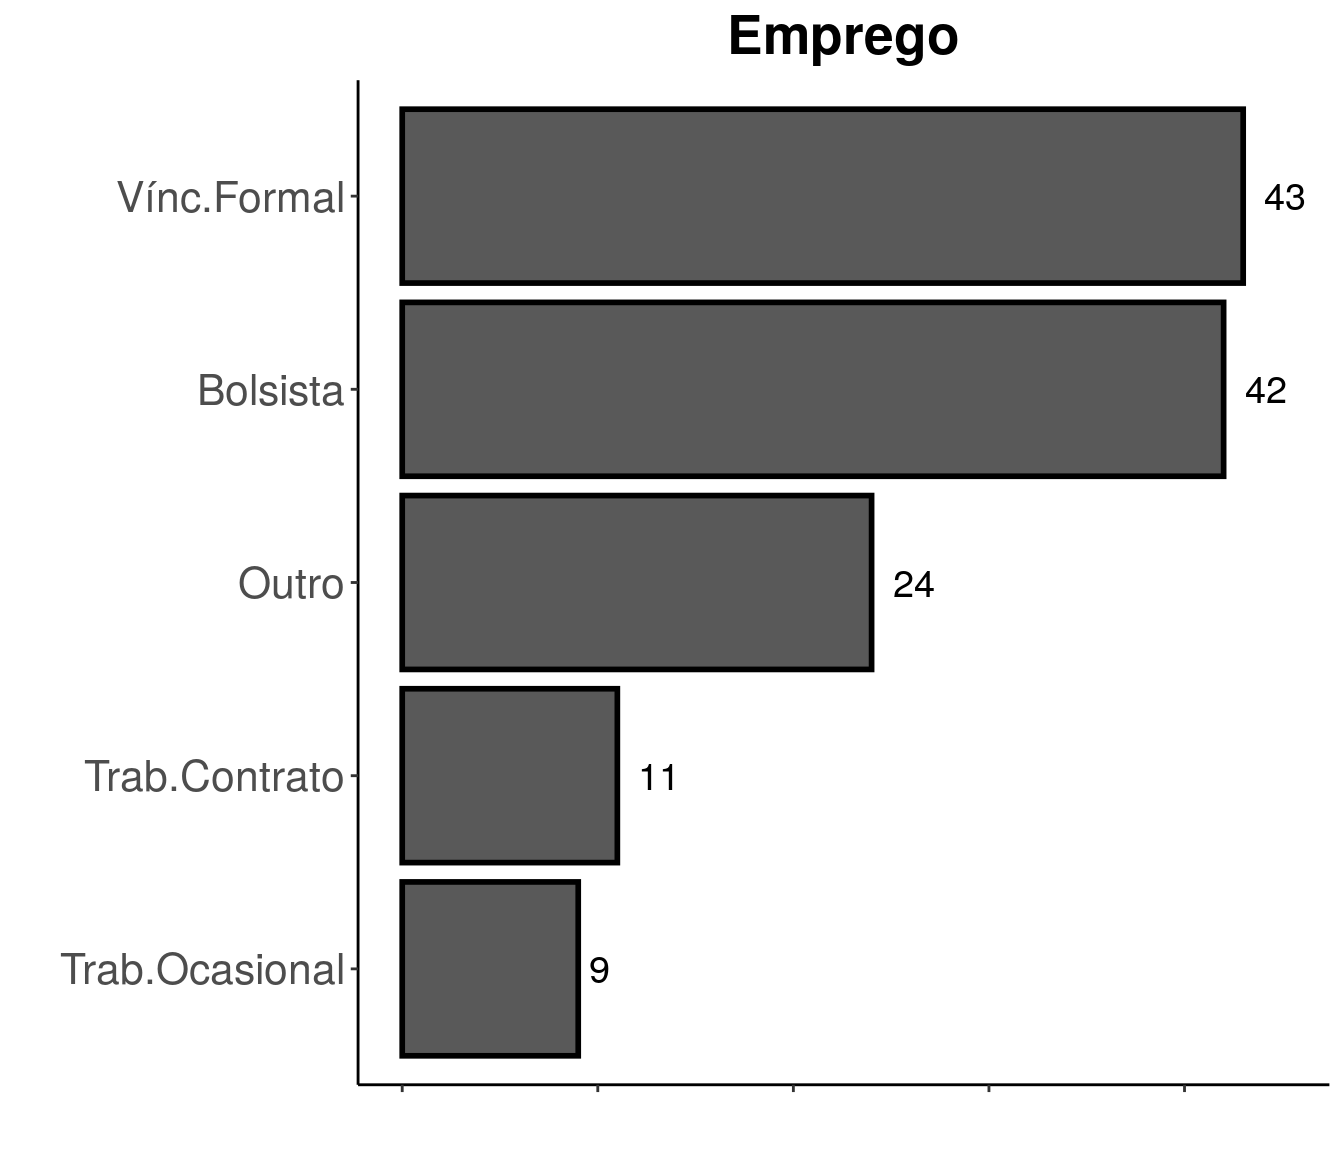 Emprego
Vínc.Formal
43
Bolsista
42
Outro
24
Trab.Contrato
11
Trab.Ocasional
9